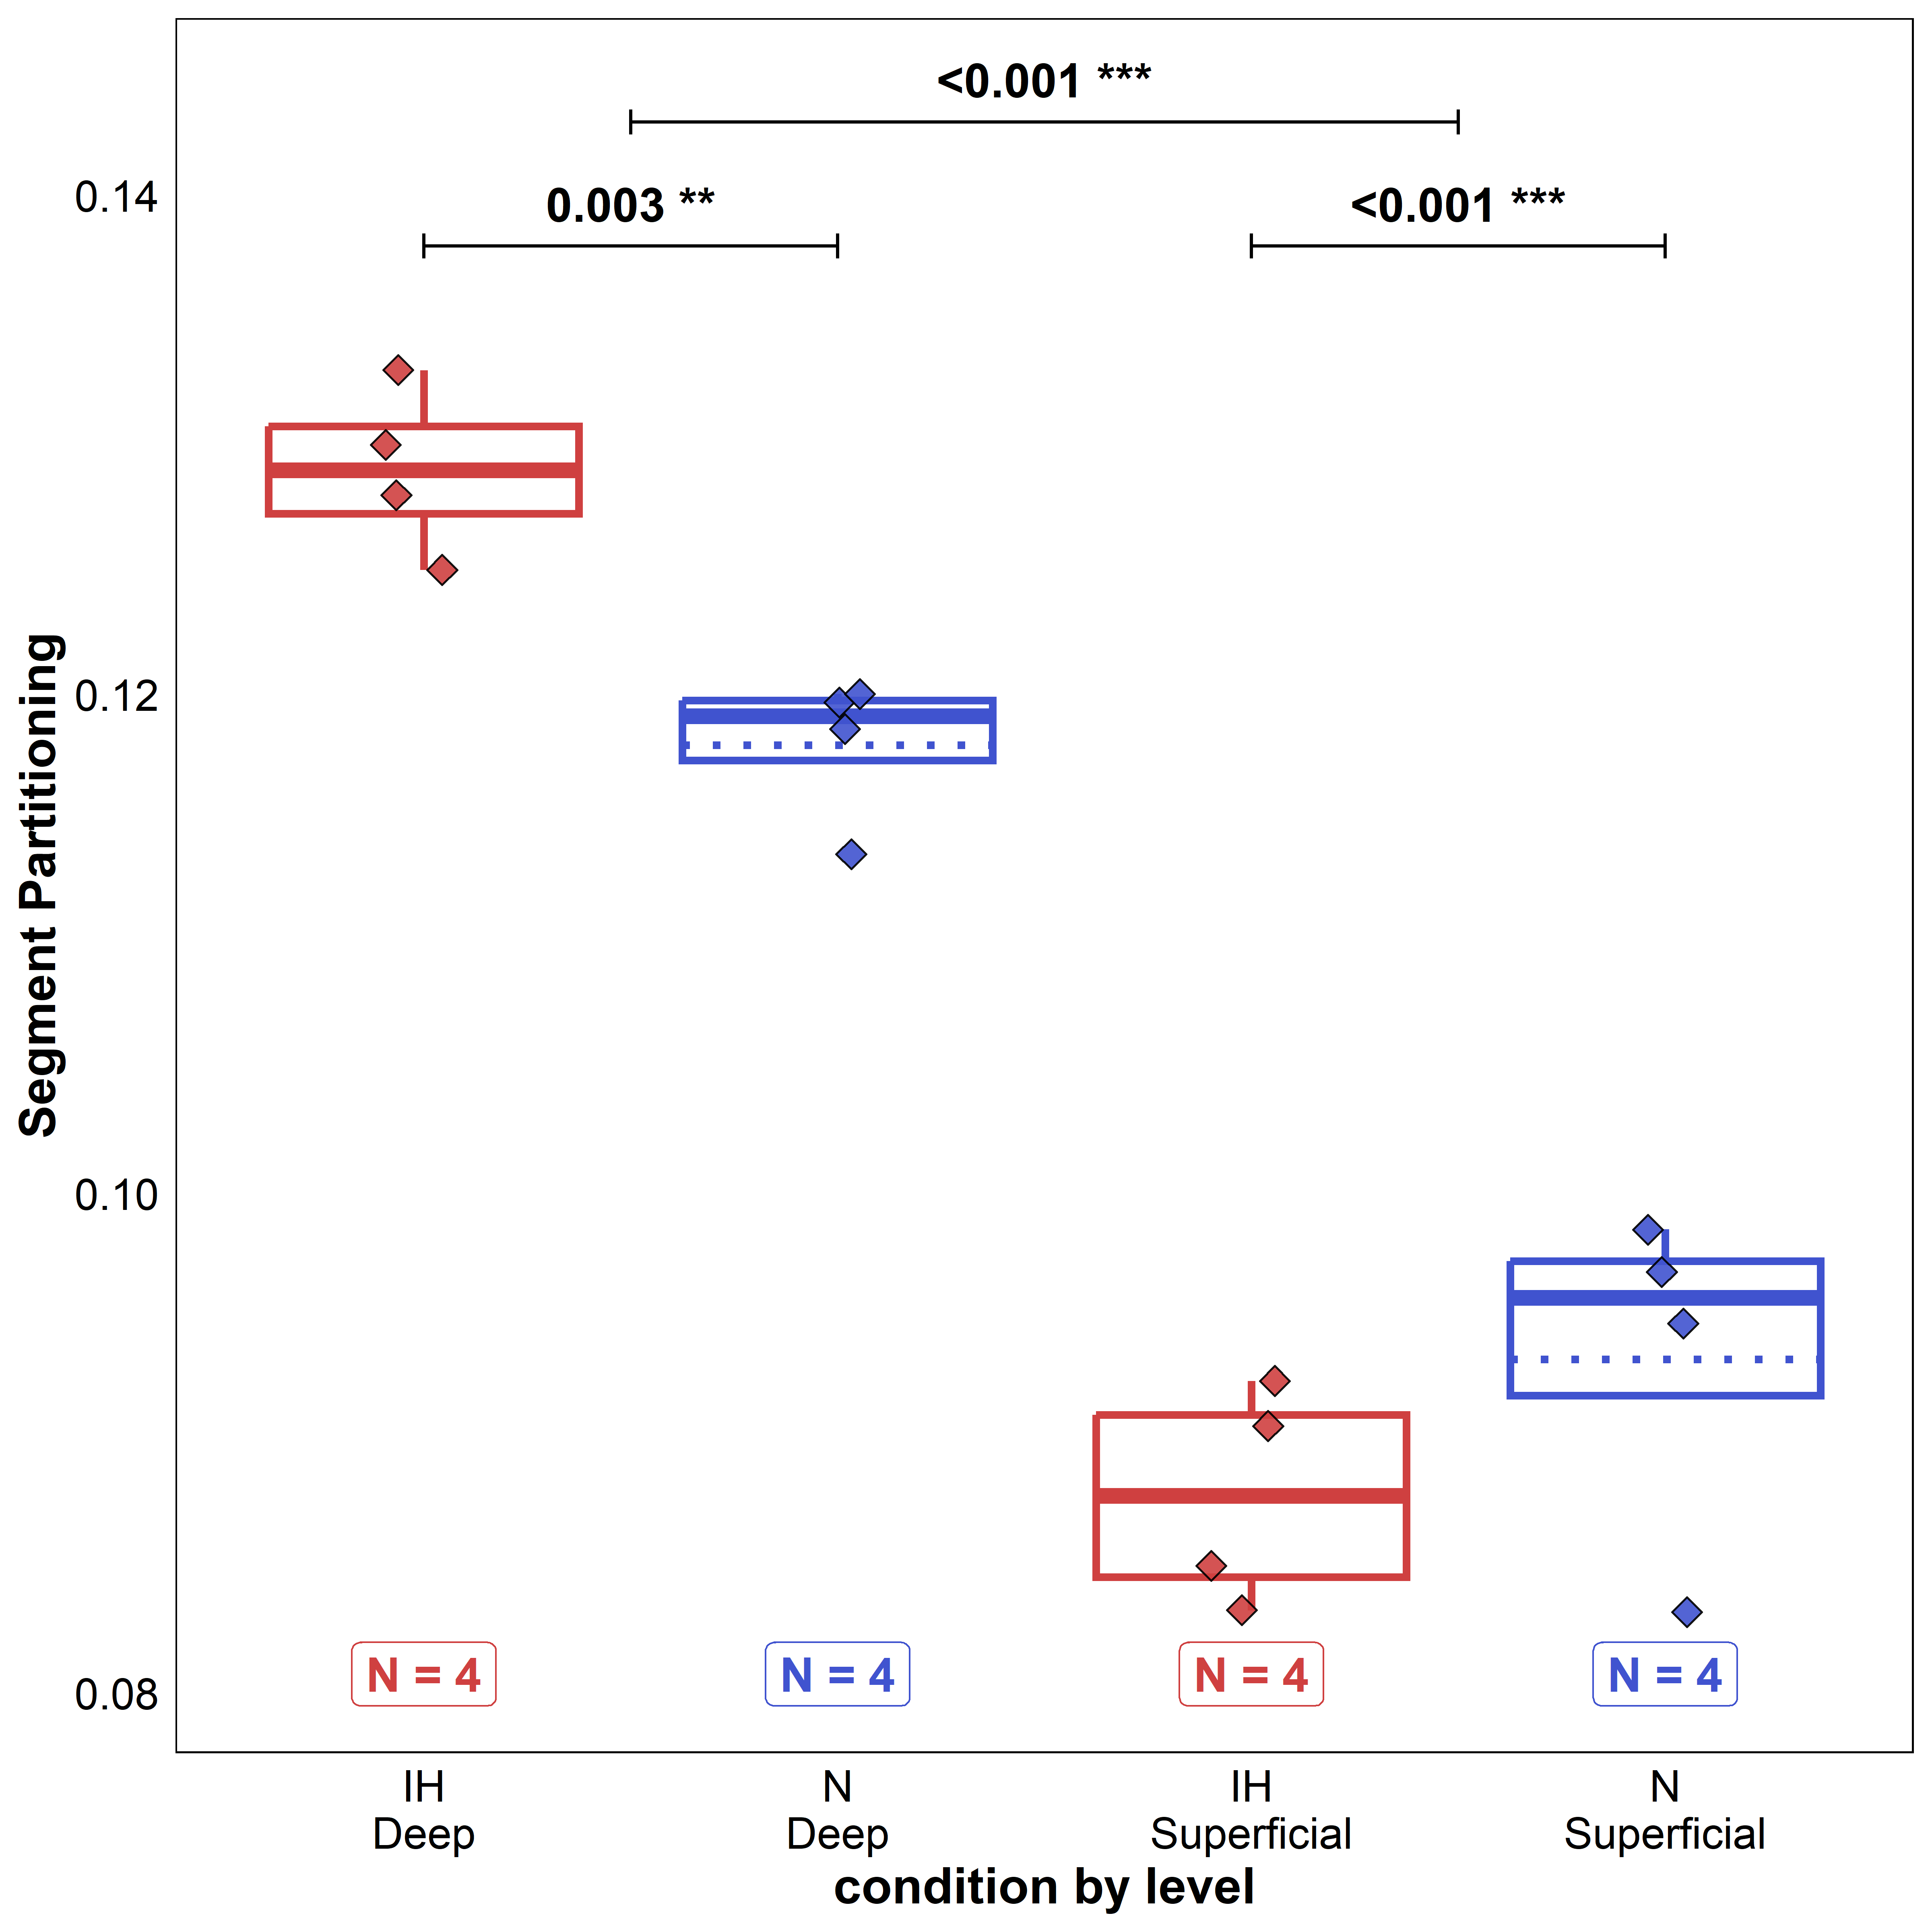 <0.001 ***
0.003 **
<0.001 ***
0.14
0.12
0.10
0.08
Segment Partitioning
N = 4
N = 4
N = 4
N = 4
IH
Deep
N
Deep
IH
Superficial
N
Superficial
condition by level